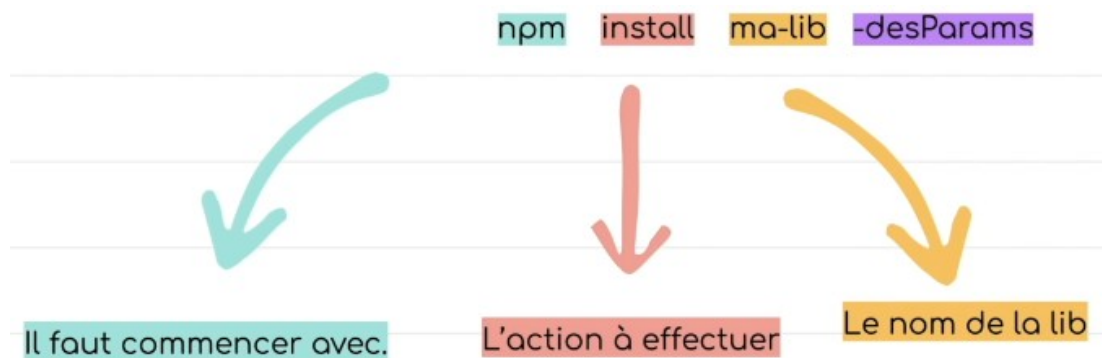 npm install ma-lib -desParams
Il faut commencer avec.
L'action à effectuer
Le nom de la lib